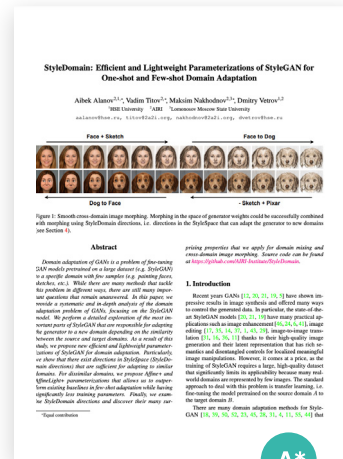 StyleDomain: Efficient and Lightweight Parameterizations of StyleGAN for
One-shot and Few-shot Domain Adaptation
Aibek Alanov2,1,*, Vadim Titov2,*, Maksim Nakhodnov2,3,*, Dmitry Vetrov1,2
1HSE University 2AIRI 3Lomonosov Moscow State University
aalanov@hse.ru, titov@2a2i.org, nakhodnov@2a2i.org, dvetrov@hse.ru
Face + Sketch
Face to Dog
Dog to Face
- Sketch + Pixar
Figure 1: Smooth cross-domain image morphing. Morphing in the space of generator weights could be successfully combined
with morphing using StyleDomain directions, i.e. directions in the StyleSpace that can adapt the generator to new domains
(see Section 4).
Abstract
Domain adaptation of GANs is a problem of fine-tuning
GAN models pretrained on a large dataset (e.g. StyleGAN)
to a specific domain with few samples (e.g. painting faces,
sketches, etc.). While there are many methods that tackle
this problem in different ways, there are still many impor-
tant questions that remain unanswered. In this paper, we
provide a systematic and in-depth analysis of the domain
adaptation problem of GANs, focusing on the StyleGAN
model. We perform a detailed exploration of the most im-
portant parts of StyleGAN that are responsible for adapting
the generator to a new domain depending on the similarity
between the source and target domains. As a result of this
study, we propose new efficient and lightweight parameteri-
zations of StyleGAN for domain adaptation. Particularly,
we show that there exist directions in StyleSpace (StyleDo-
main directions) that are sufficient for adapting to similar
domains. For dissimilar domains, we propose Affine+ and
AffineLight+ parameterizations that allows us to outper-
form existing baselines in few-shot adaptation while having
significantly less training parameters. Finally, we exam-
ine StyleDomain directions and discover their many sur-
*Equal contribution
prising properties that we apply for domain mixing and
cross-domain image morphing. Source code can be found
at
1. Introduction
Recent years GANs have shown im-
pressive results in image synthesis and offered many ways
to control the generated data. In particular, the state-of-the-
art StyleGAN models have many practical ap-
plications such as image enhancement image
editing image-to-image trans-
lation thanks to their high-quality image
generation and their latent representation that has rich se-
mantics and disentangled controls for localized meaningful
image manipulations. However, it comes at a price, as the
training of StyleGAN requires a large, high-quality dataset
that significantly limits its applicability because many real-
world domains are represented by few images. The standard
approach to deal with this problem is transfer learning, i.e.
fine-tuning the model pretrained on the source domain A to
the target domain B.
There are many domain adaptation methods for Style-
GAN that
A*